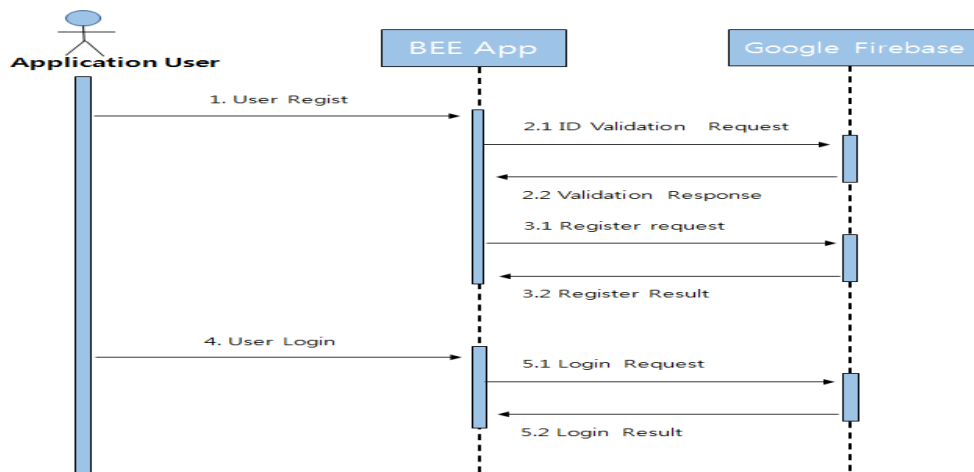 BEE App
Google Firebase
Application User
1. User Regist
2.1 ID Validation Request
2.2 Validation Response
3.1 Register request
3.2 Register Result
4. User Login
5.1 Login Request
5.2 Login Result